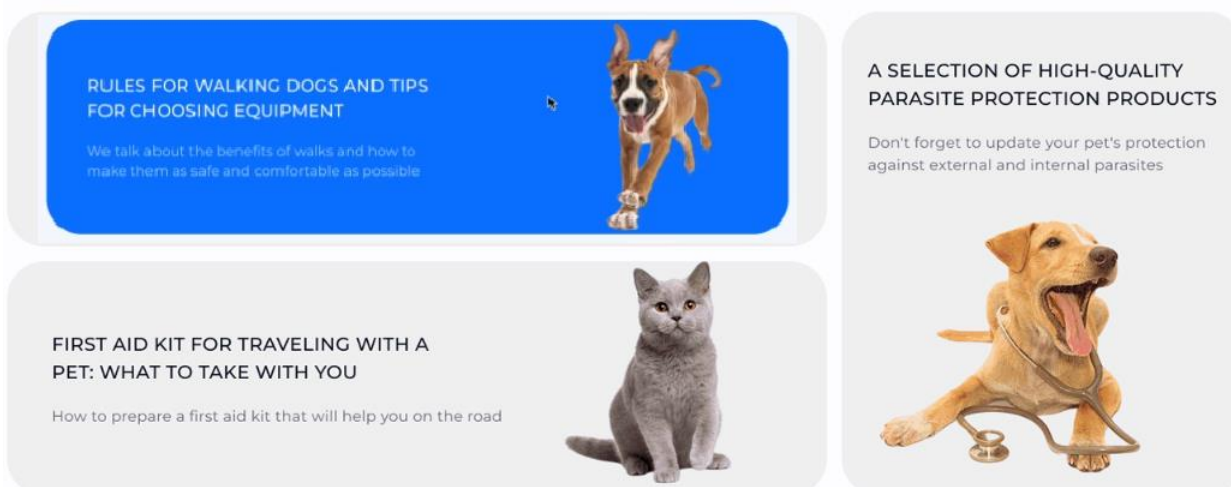 RULES FOR WALKING DOGS AND TIPS
FOR CHOOSING EQUIPMENT
We talk about the benefits of walks and how to
make them as safe and comfortable as possible
FIRST AID KIT FOR TRAVELING WITH A
PET: WHAT TO TAKE WITH YOU
How to prepare a first aid kit that will help you on the road
A SELECTION OF HIGH-QUALITY
PARASITE PROTECTION PRODUCTS
Don't forget to update your pet's protection
against external and internal parasites